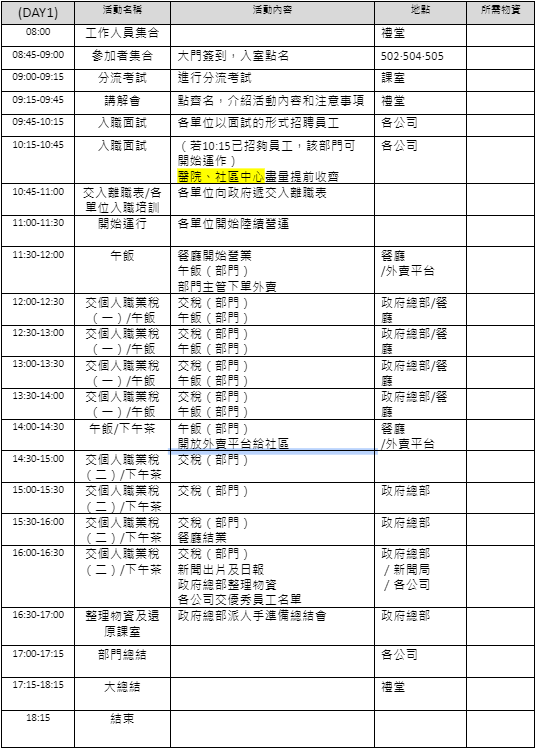 (DAY1) 活動名稱 活動內容 地點 所需物資
08:00 工作人員集合 禮堂
08:45-09:00 參加者集合 大門簽到，入室點名 502·504·505
09:00-09:15 分流考試 進行分流考試 課室
09:15-09:45 講解會 點齊名，介紹活動內容和注意事項 禮堂
09:45-10:15 入職面試 各單位以面試的形式招聘員工 各公司
10:15-10:45 入職面試 （若10:15已招夠員工，該部門可 各公司
開始運作）
醫院、社區中心盡量提前收齊
10:45-11:00 交入離職表/各 各單位向政府遞交入離職表
單位入職培訓
11:00-11:30 開始運行 各單位開始陸續營運
11:30-12:00 午飯 餐廳開始營業 餐廳
午飯（部門） /外賣平台
部門主管下單外賣
12:00-12:30 交個人職業稅 交稅（部門） 政府總部/餐
（一）/午飯 午飯（部門） 廳
12:30-13:00 交個人職業稅 交稅（部門） 政府總部/餐
（一）/午飯 午飯（部門） 廳
13:00-13:30 交個人職業稅 交稅（部門） 政府總部/餐
（一）/午飯 午飯（部門） 廳
13:30-14:00 交個人職業稅 交稅（部門） 政府總部/餐
（一）/午飯 午飯（部門） 廳
14:00-14:30 午飯/下午茶 午飯（部門） 餐廳
開放外賣平台給社區 /外賣平台
14:30-15:00 交個人職業稅 交稅（部門）
（二）/下午茶
15:00-15:30 交個人職業稅 交稅（部門） 政府總部
（二）/下午茶
15:30-16:00 交個人職業稅 交稅（部門） 政府總部
（二）/下午茶 餐廳結業
16:00-16:30 交個人職業稅 交稅（部門） 政府總部
（二）/下午茶 新聞出片及日報 / 新聞局
政府總部整理物資 / 各公司
各公司交優秀員工名單
16:30-17:00 整理物資及還 政府總部派人手準備總結會 政府總部
原課室
17:00-17:15 部門總結 各公司
17:15-18:15 大總結 禮堂
18:15 結束